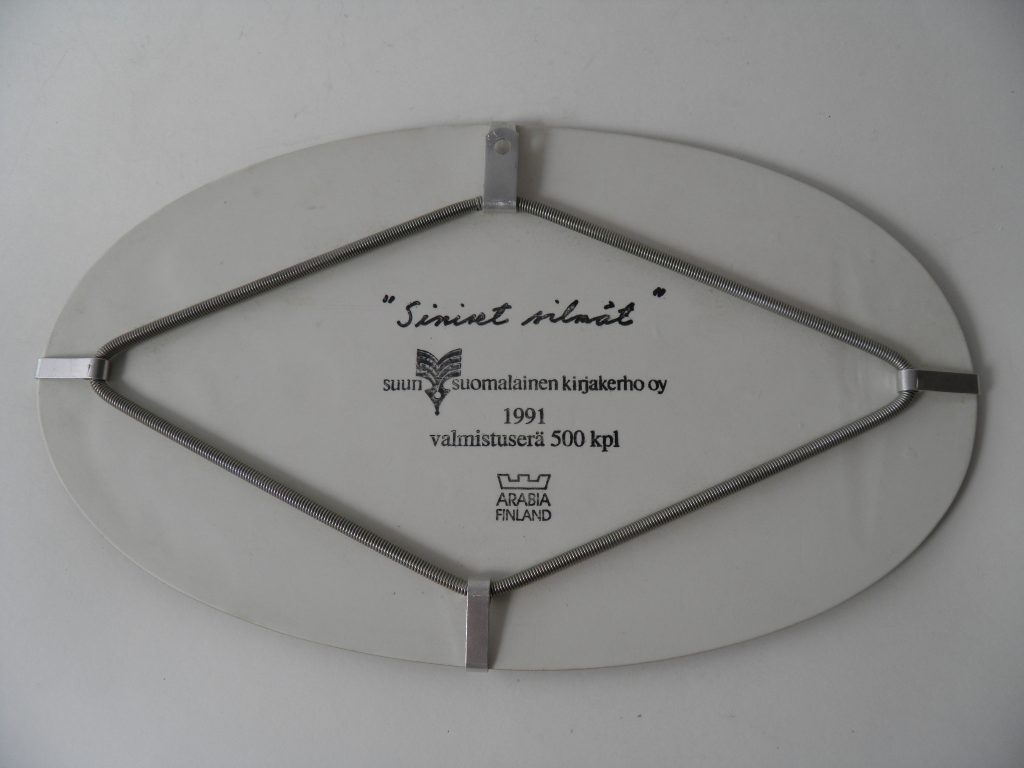 "Siniset silmät"
suuri suomalainen kirjakerho oy
1991
valmistuserä 500 kpl
ARABIA
FINLAND